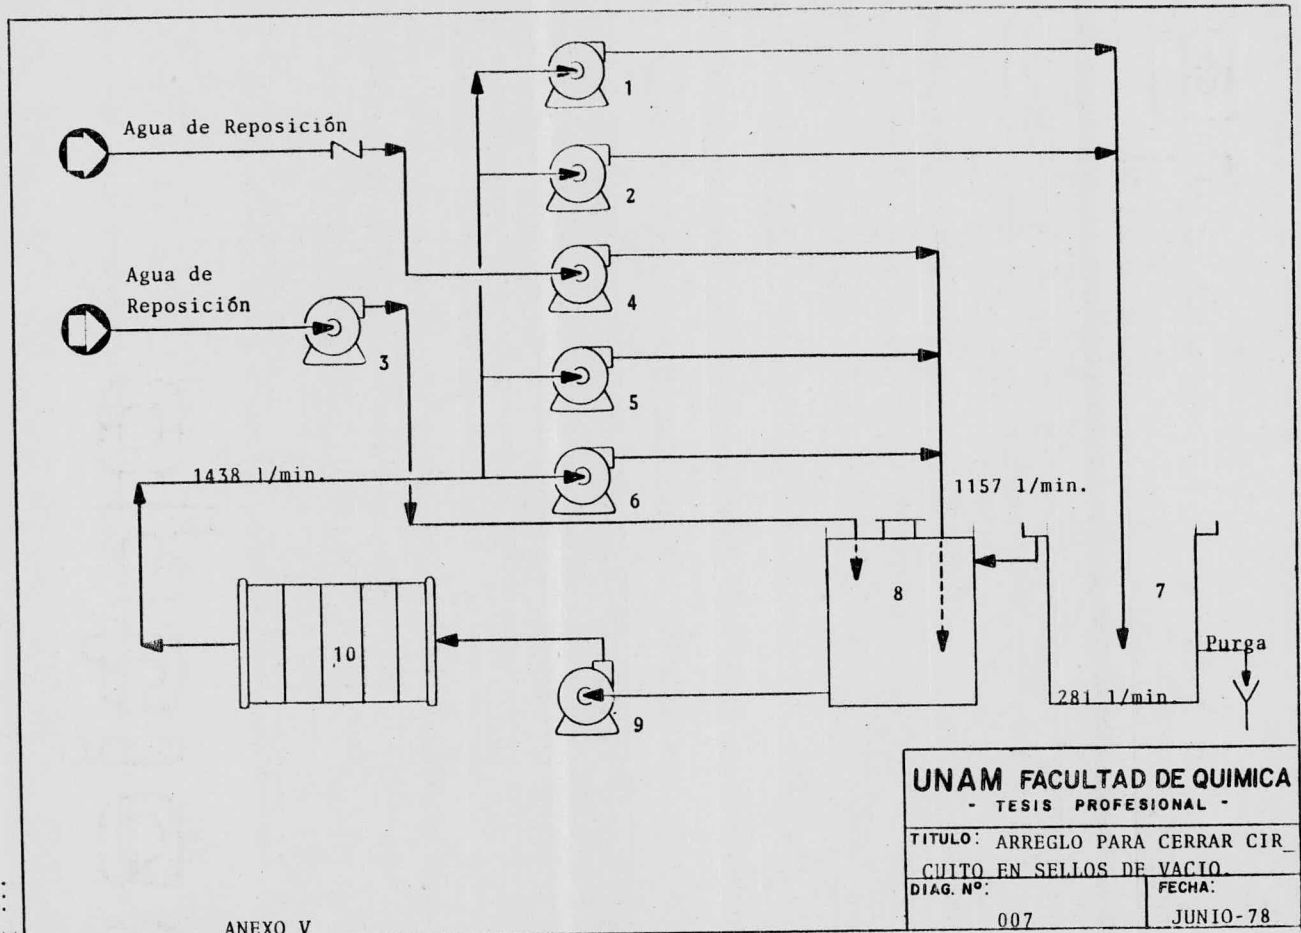 1
Agua de Reposición
2
Agua de
Reposición
4
3
5
1438 l/min.
6
1157 l/min.
8
7
10
Purga
281 l/min.
9
UNAM FACULTAD DE QUIMICA
- TESIS PROFESIONAL -
TITULO: ARREGLO PARA CERRAR CIR_
CUITO EN SELLOS DE VACIO.
DIAG. Nº:
007
FECHA:
JUNIO-78
ANEXO V